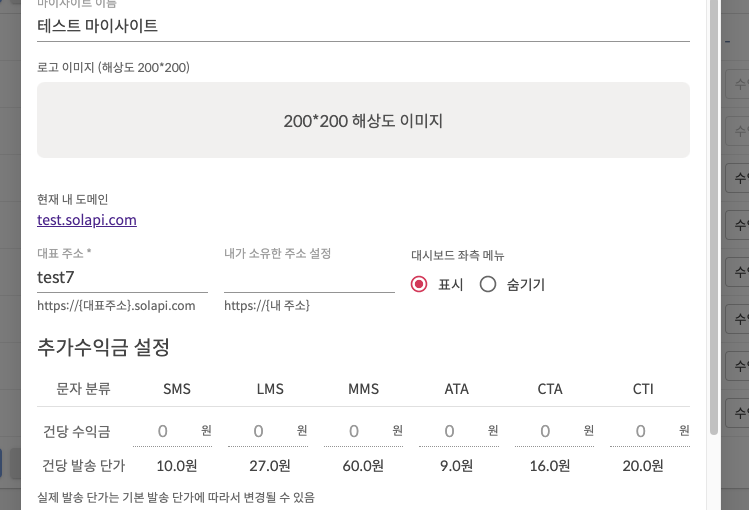 마이사이트 이름
테스트 마이사이트
로고 이미지 (해상도 200*200)
200*200 해상도 이미지
현재 내 도메인
test.solapi.com
대표 주소 * 내가 소유한 주소 설정 대시보드 좌측 메뉴
test7 표시 숨기기
https://{대표주소}.solapi.com https://{내 주소}
추가수익금 설정
문자 분류 SMS LMS MMS ATA CTA CTI
건당 수익금 0 원 0 원 0 원 0 원 0 원 0 원
건당 발송 단가 10.0원 27.0원 60.0원 9.0원 16.0원 20.0원
실제 발송 단가는 기본 발송 단가에 따라서 변경될 수 있음